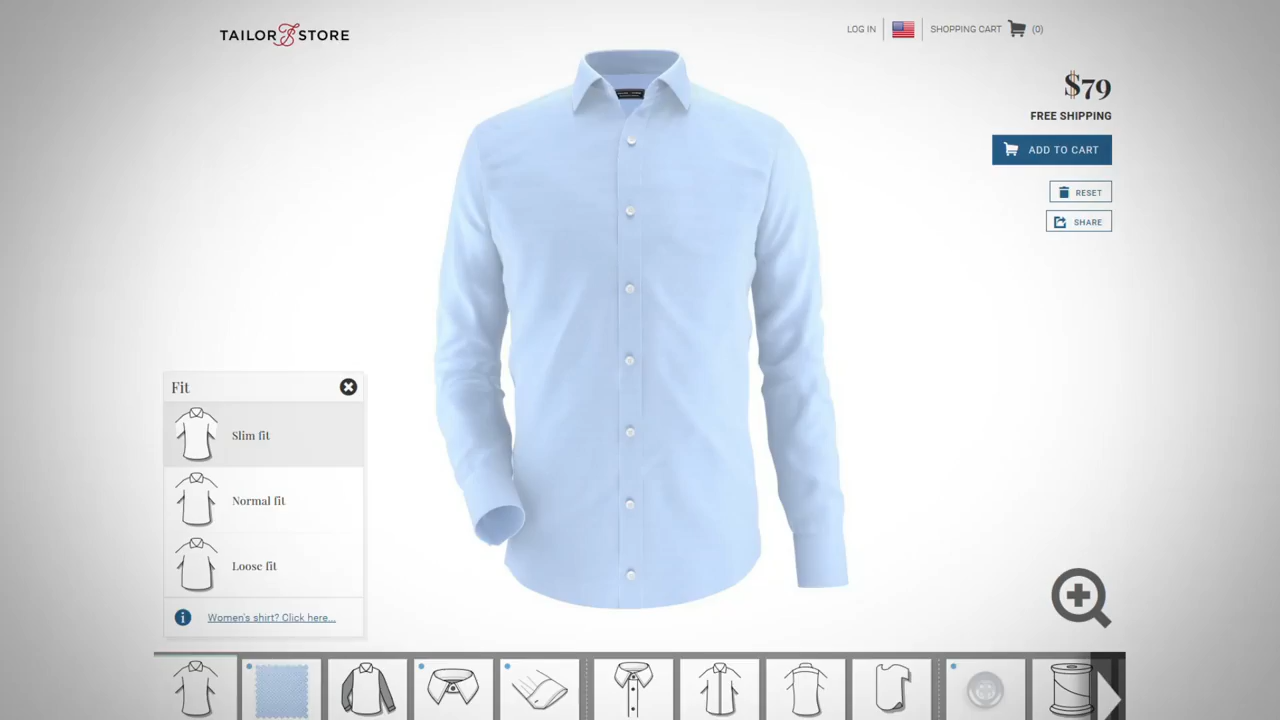 TAILOR STORE
LOG IN
SHOPPING CART (0)
$79
FREE SHIPPING
ADD TO CART
RESET
SHARE
Fit
Slim fit
Normal fit
Loose fit
Women's shirt? Click here...